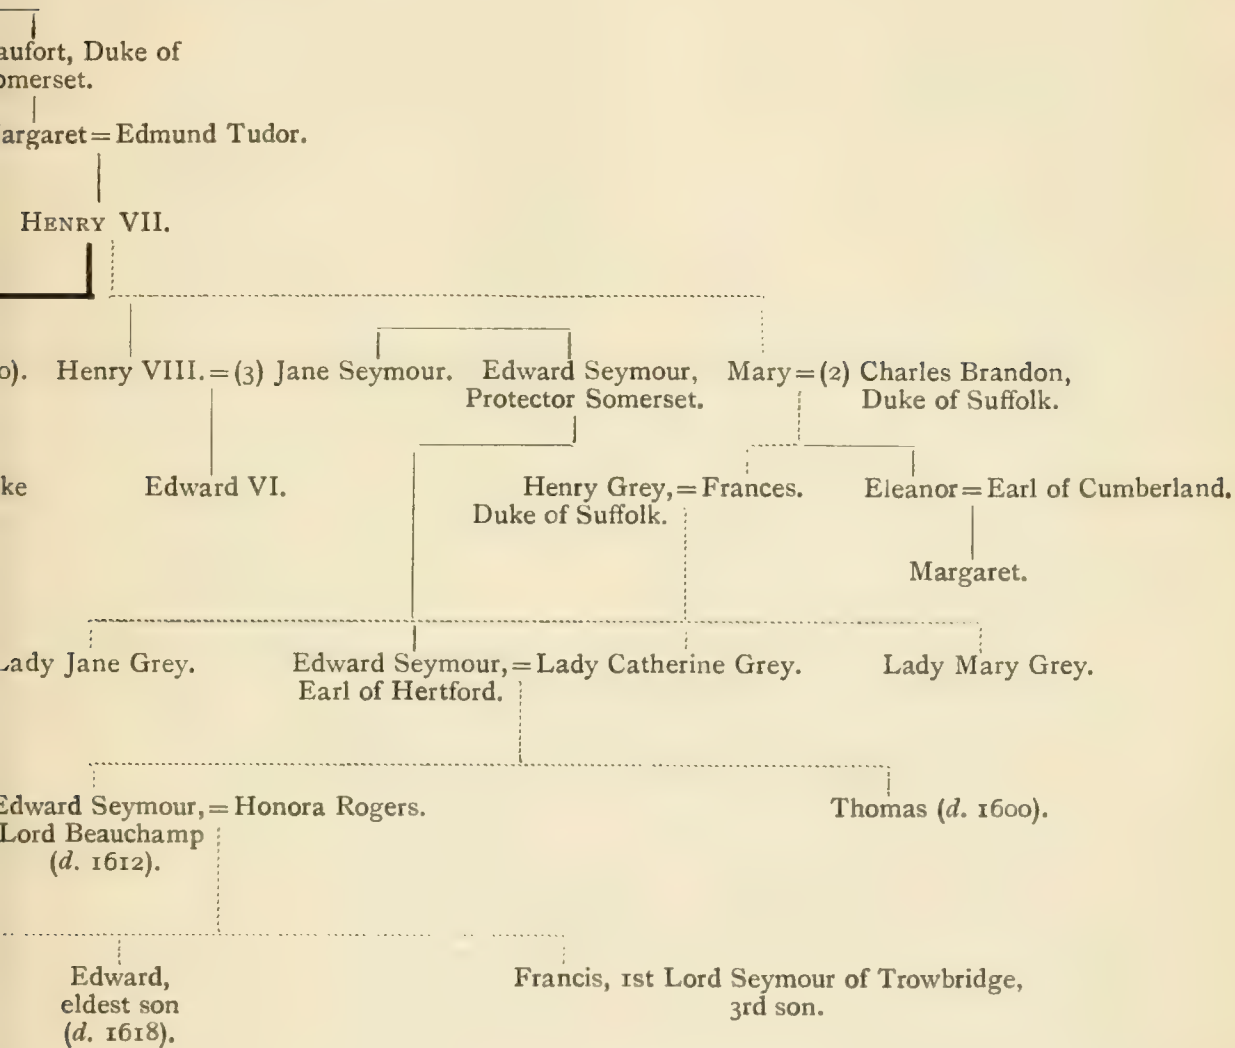 aufort, Duke of
omerset.
argaret = Edmund Tudor.
HENRY VII.
o). Henry VIII. = (3) Jane Seymour. Edward Seymour, Mary = (2) Charles Brandon,
Protector Somerset. Duke of Suffolk.
ke Edward VI. Henry Grey, = Frances. Eleanor = Earl of Cumberland.
Duke of Suffolk.
Margaret.
Lady Jane Grey. Edward Seymour, = Lady Catherine Grey. Lady Mary Grey.
Earl of Hertford.
Edward Seymour, = Honora Rogers. Thomas (d. 1600).
Lord Beauchamp
(d. 1612).
Edward, Francis, 1st Lord Seymour of Trowbridge,
eldest son 3rd son.
(d. 1618).